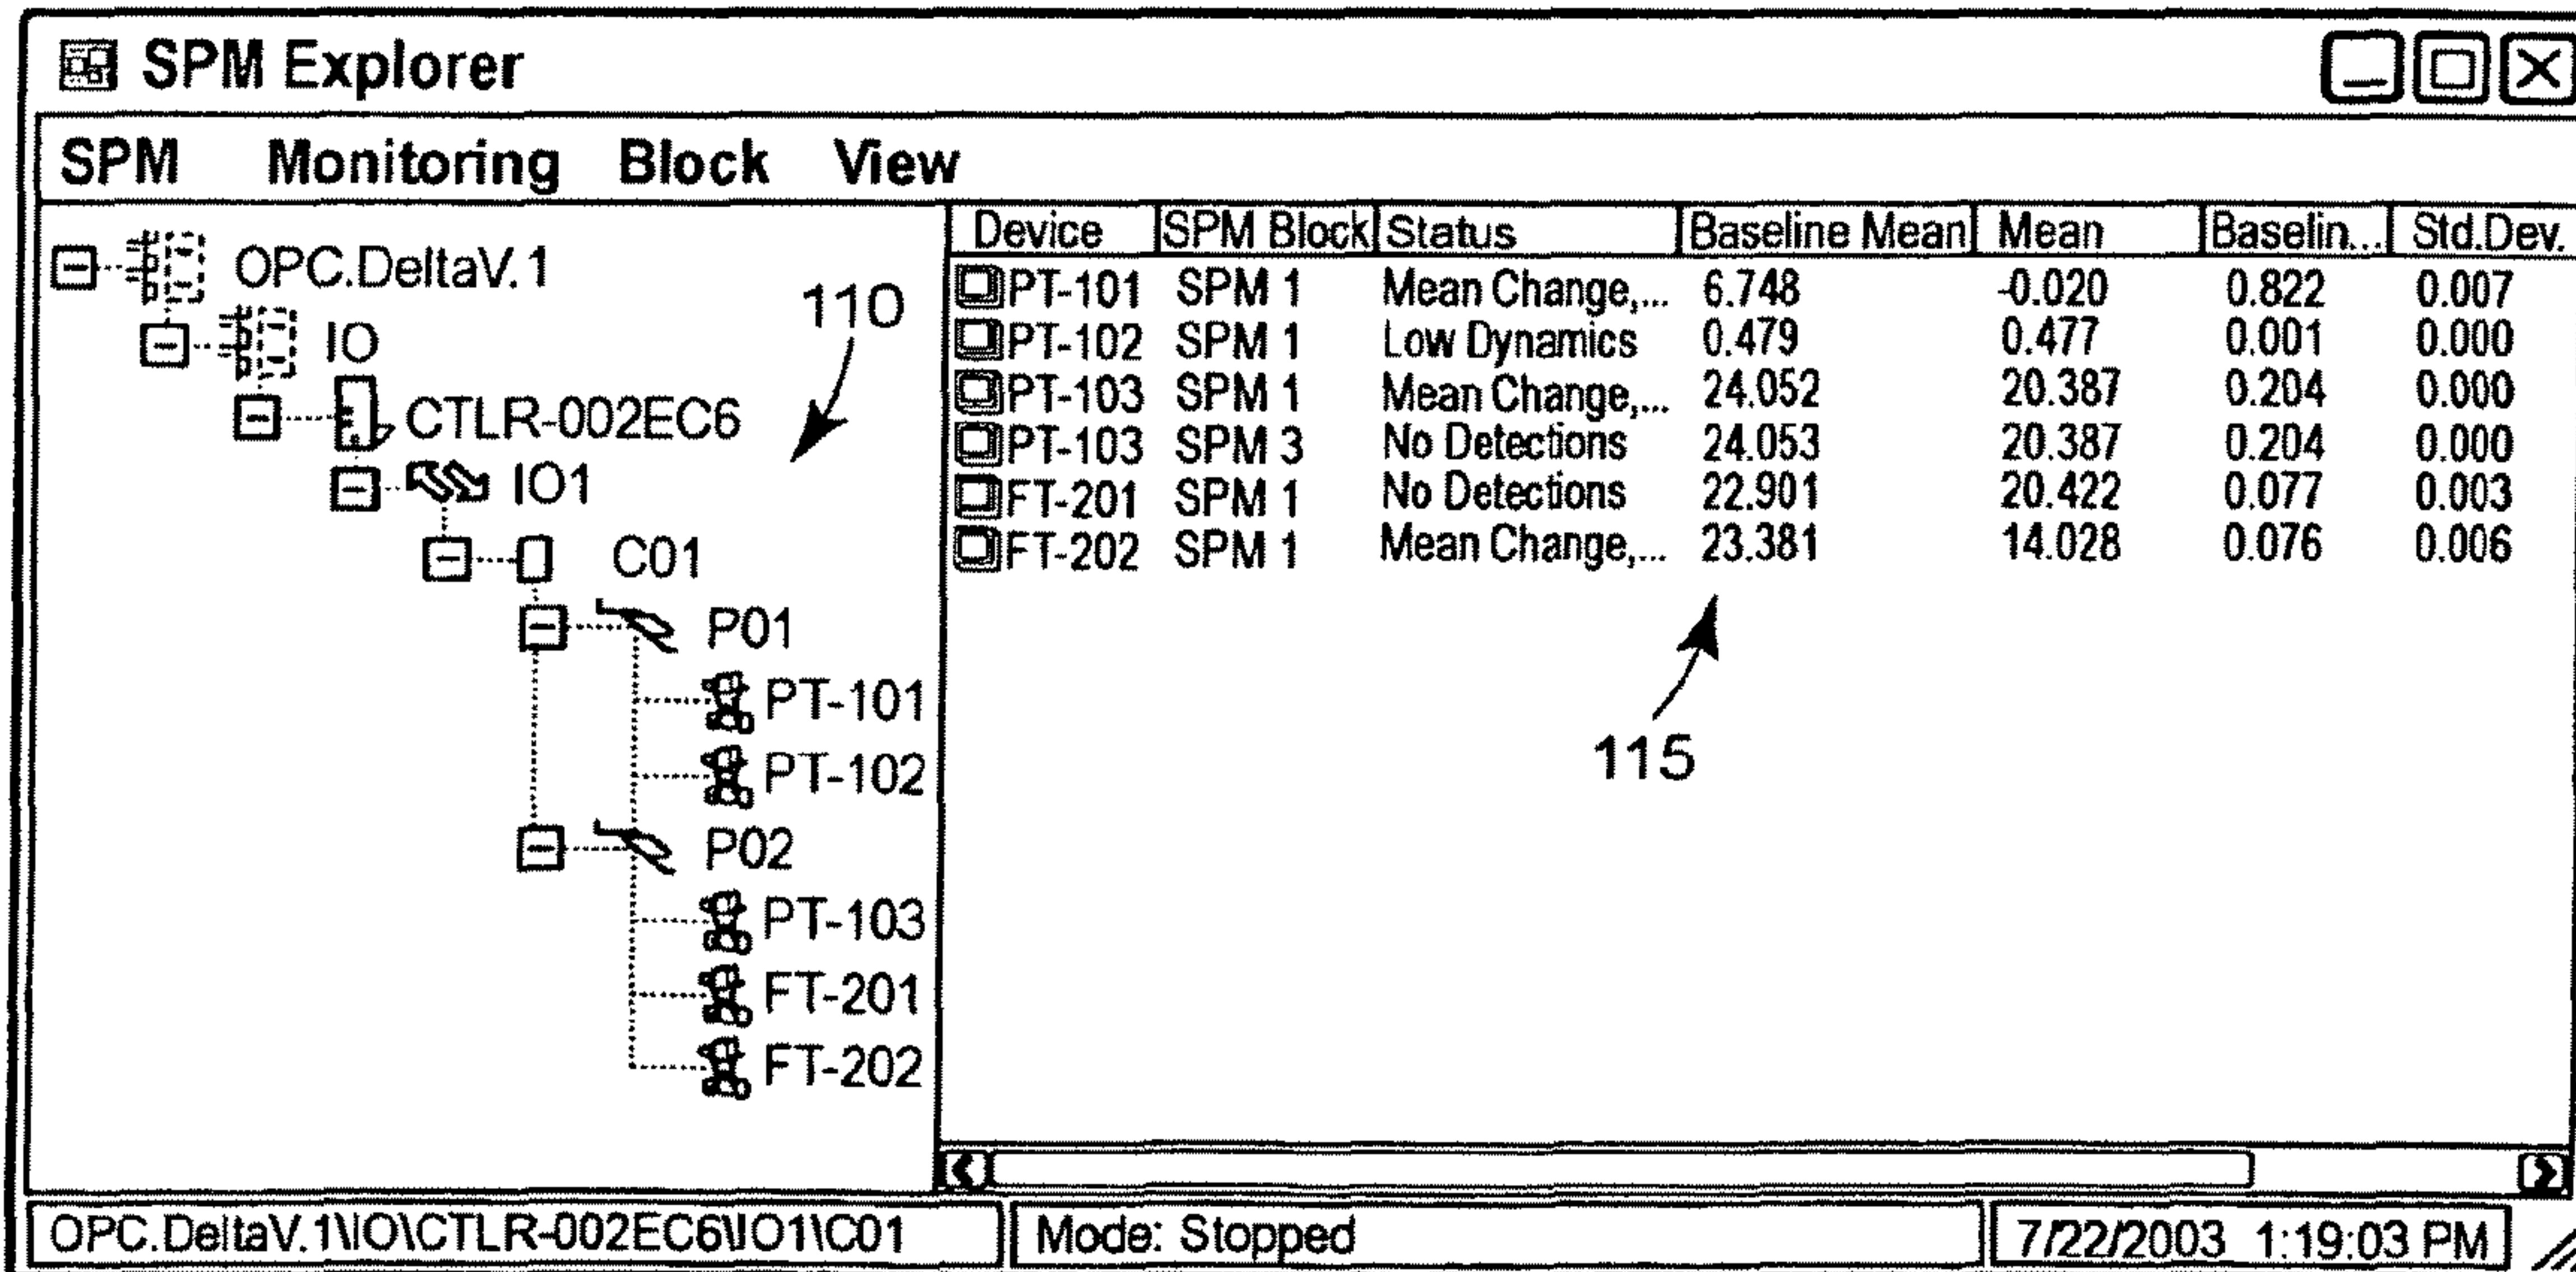 SPM Explorer
SPM Monitoring Block View
OPC.DeltaV.1
IO
CTLR-002EC6
IO1
C01
P01
PT-101
PT-102
P02
PT-103
FT-201
FT-202
110
Device SPM Block Status Baseline Mean Mean Baselin... Std.Dev.
PT-101 SPM 1 Mean Change,... 6.748 -0.020 0.822 0.007
PT-102 SPM 1 Low Dynamics 0.479 0.477 0.001 0.000
PT-103 SPM 1 Mean Change,... 24.052 20.387 0.204 0.000
PT-103 SPM 3 No Detections 24.053 20.387 0.204 0.000
FT-201 SPM 1 No Detections 22.901 20.422 0.077 0.003
FT-202 SPM 1 Mean Change,... 23.381 14.028 0.076 0.006
115
OPC.DeltaV.1\IO\CTLR-002EC6\IO1\C01 Mode: Stopped 7/22/2003 1:19:03 PM